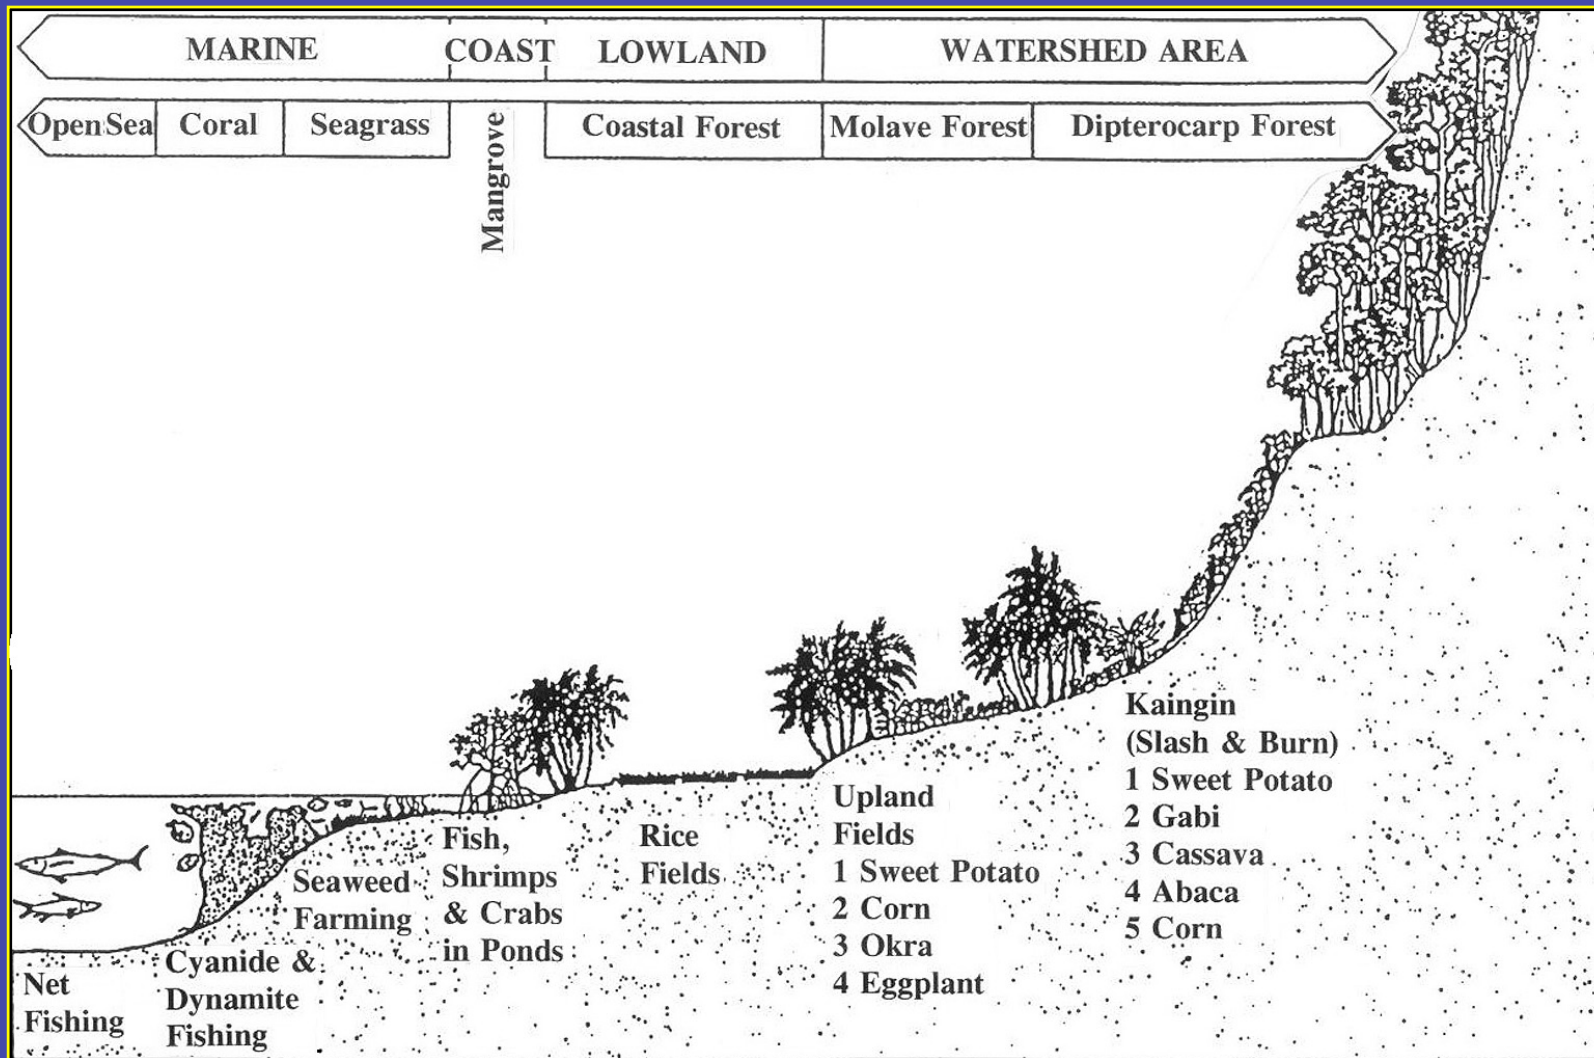 MARINE
COAST
LOWLAND
WATERSHED AREA
Open Sea
Coral
Seagrass
Mangrove
Coastal Forest
Molave Forest
Dipterocarp Forest
Net
Fishing
Cyanide &
Dynamite
Fishing
Seaweed
Farming
Fish,
Shrimps
& Crabs
in Ponds
Rice
Fields
Upland
Fields
1 Sweet Potato
2 Corn
3 Okra
4 Eggplant
Kaingin
(Slash & Burn)
1 Sweet Potato
2 Gabi
3 Cassava
4 Abaca
5 Corn